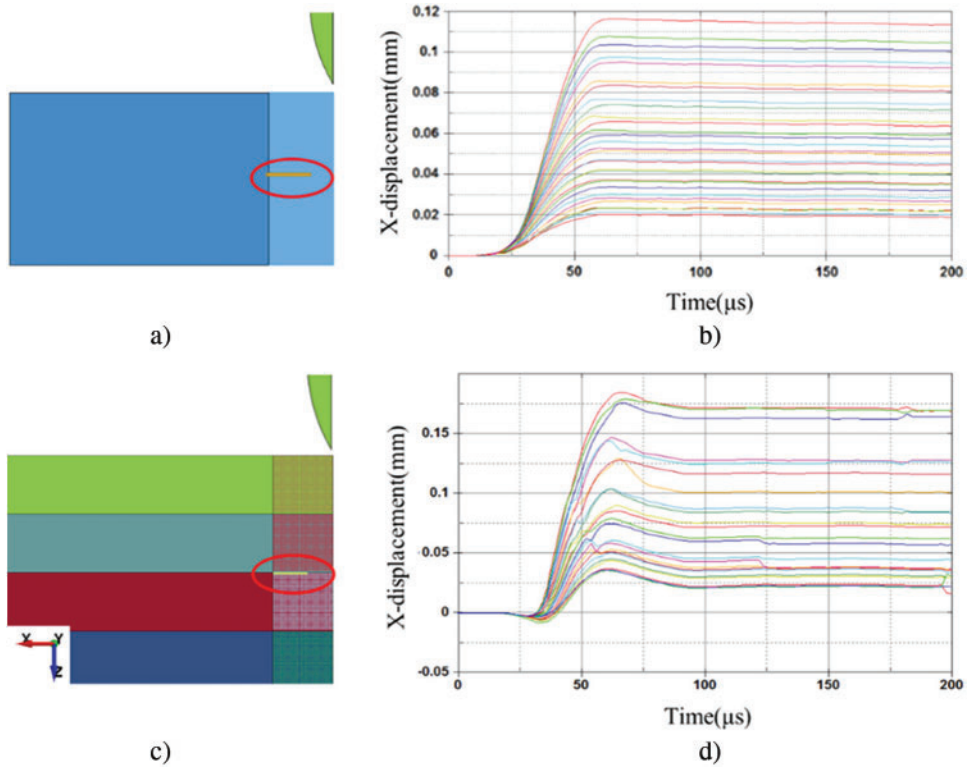 0.12
0.1
0.08
0.06
0.04
0.02
0
X-displacement(mm)
0 50 100 150 200
Time(μs)
a) b)
0.15
0.1
0.05
0
-0.05
X-displacement(mm)
0 50 100 150 200
Time(μs)
X Y
Z
c) d)